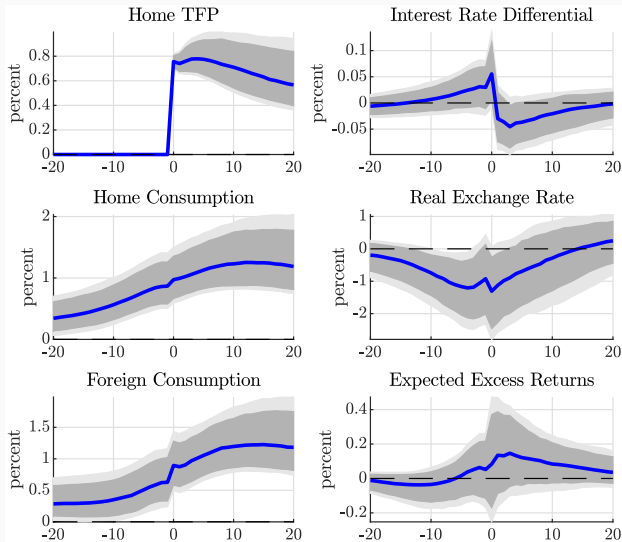 Home TFP
percent
0.8
0.6
0.4
0.2
0
-20 -10 0 10 20
Interest Rate Differential
percent
0.1
0.05
0
-0.05
-20 -10 0 10 20
Home Consumption
percent
2
1
0
-20 -10 0 10 20
Real Exchange Rate
percent
1
0
-1
-2
-20 -10 0 10 20
Foreign Consumption
percent
1.5
1
0.5
0
-20 -10 0 10 20
Expected Excess Returns
percent
0.4
0.2
0
-0.2
-20 -10 0 10 20